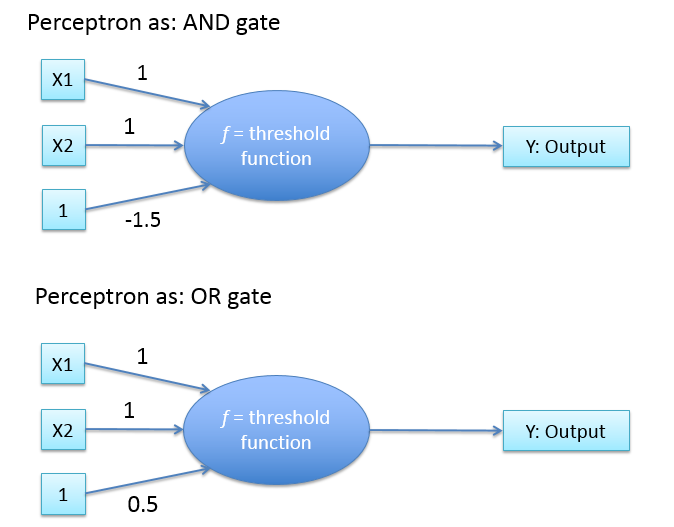 Perceptron as: AND gate
X1
1
X2
1
1
-1.5
f = threshold
function
Y: Output
Perceptron as: OR gate
X1
1
X2
1
1
0.5
f = threshold
function
Y: Output